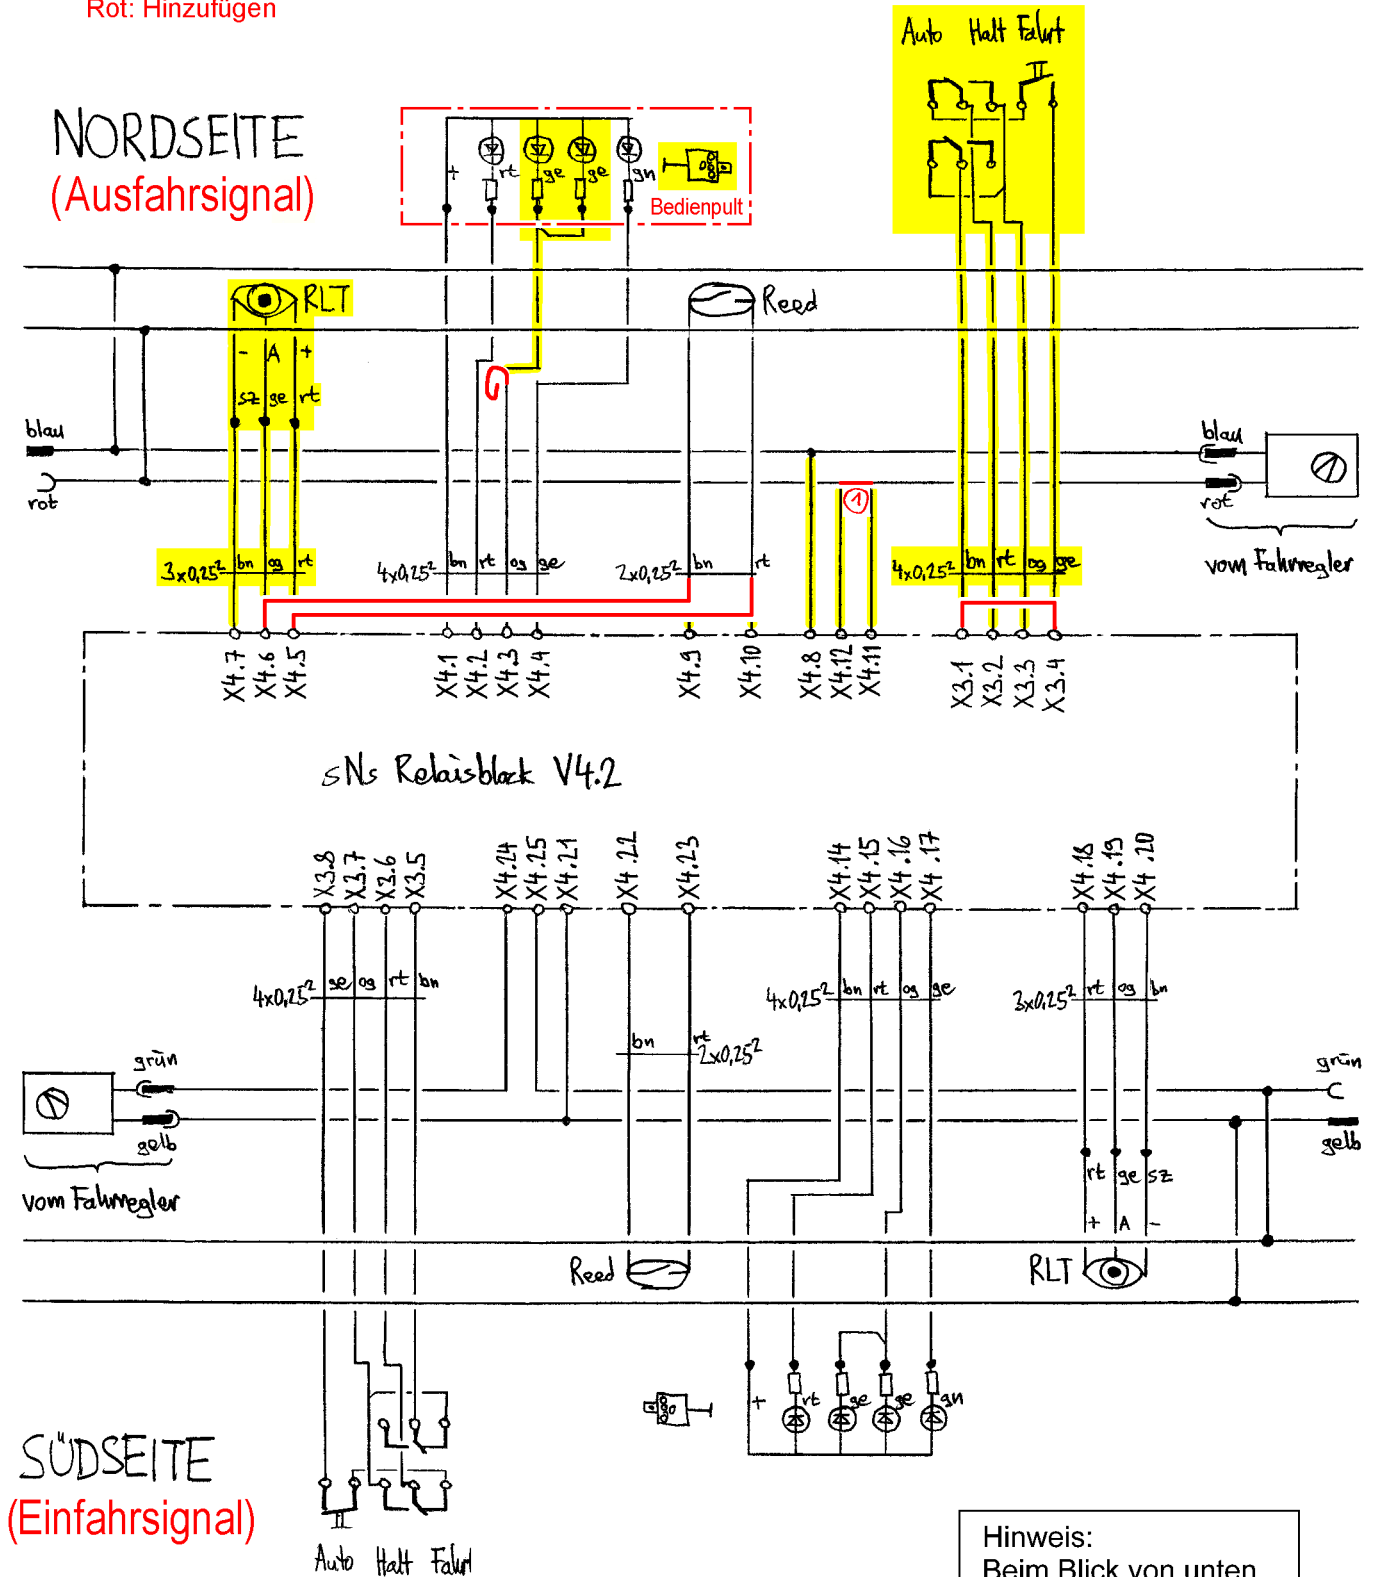 Rot: Hinzufügen
Auto Halt Fahrt
II
NORDSEITE
(Ausfahrsignal)
+ rt ge ge gn
Bedienpult
RLT
Reed
- A +
sz ge rt
blau
rot
blau
rot
1
vom Fahrregler
3x0,25² bn og rt
4x0,25² bn rt og ge
2x0,25² bn rt
4x0,25² bn rt og ge
X4.7 X4.6 X4.5 X4.1 X4.2 X4.3 X4.4 X4.9 X4.10 X4.8 X4.12 X4.11 X3.1 X3.2 X3.3 X3.4
sNs Relaisblock V4.2
X3.8 X3.7 X3.6 X3.5 X4.24 X4.25 X4.21 X4.22 X4.23 X4.14 X4.15 X4.16 X4.17 X4.18 X4.19 X4.20
4x0,25² ge og rt bn
4x0,25² bn rt og ge
3x0,25² rt og bn
bn rt
2x0,25²
grün
gelb
vom Fahrregler
grün
gelb
rt ge sz
+ A -
Reed
RLT
+ rt ge ge gn
SÜDSEITE
(Einfahrsignal)
II
Auto Halt Fahrt
Hinweis:
Beim Blick von unten